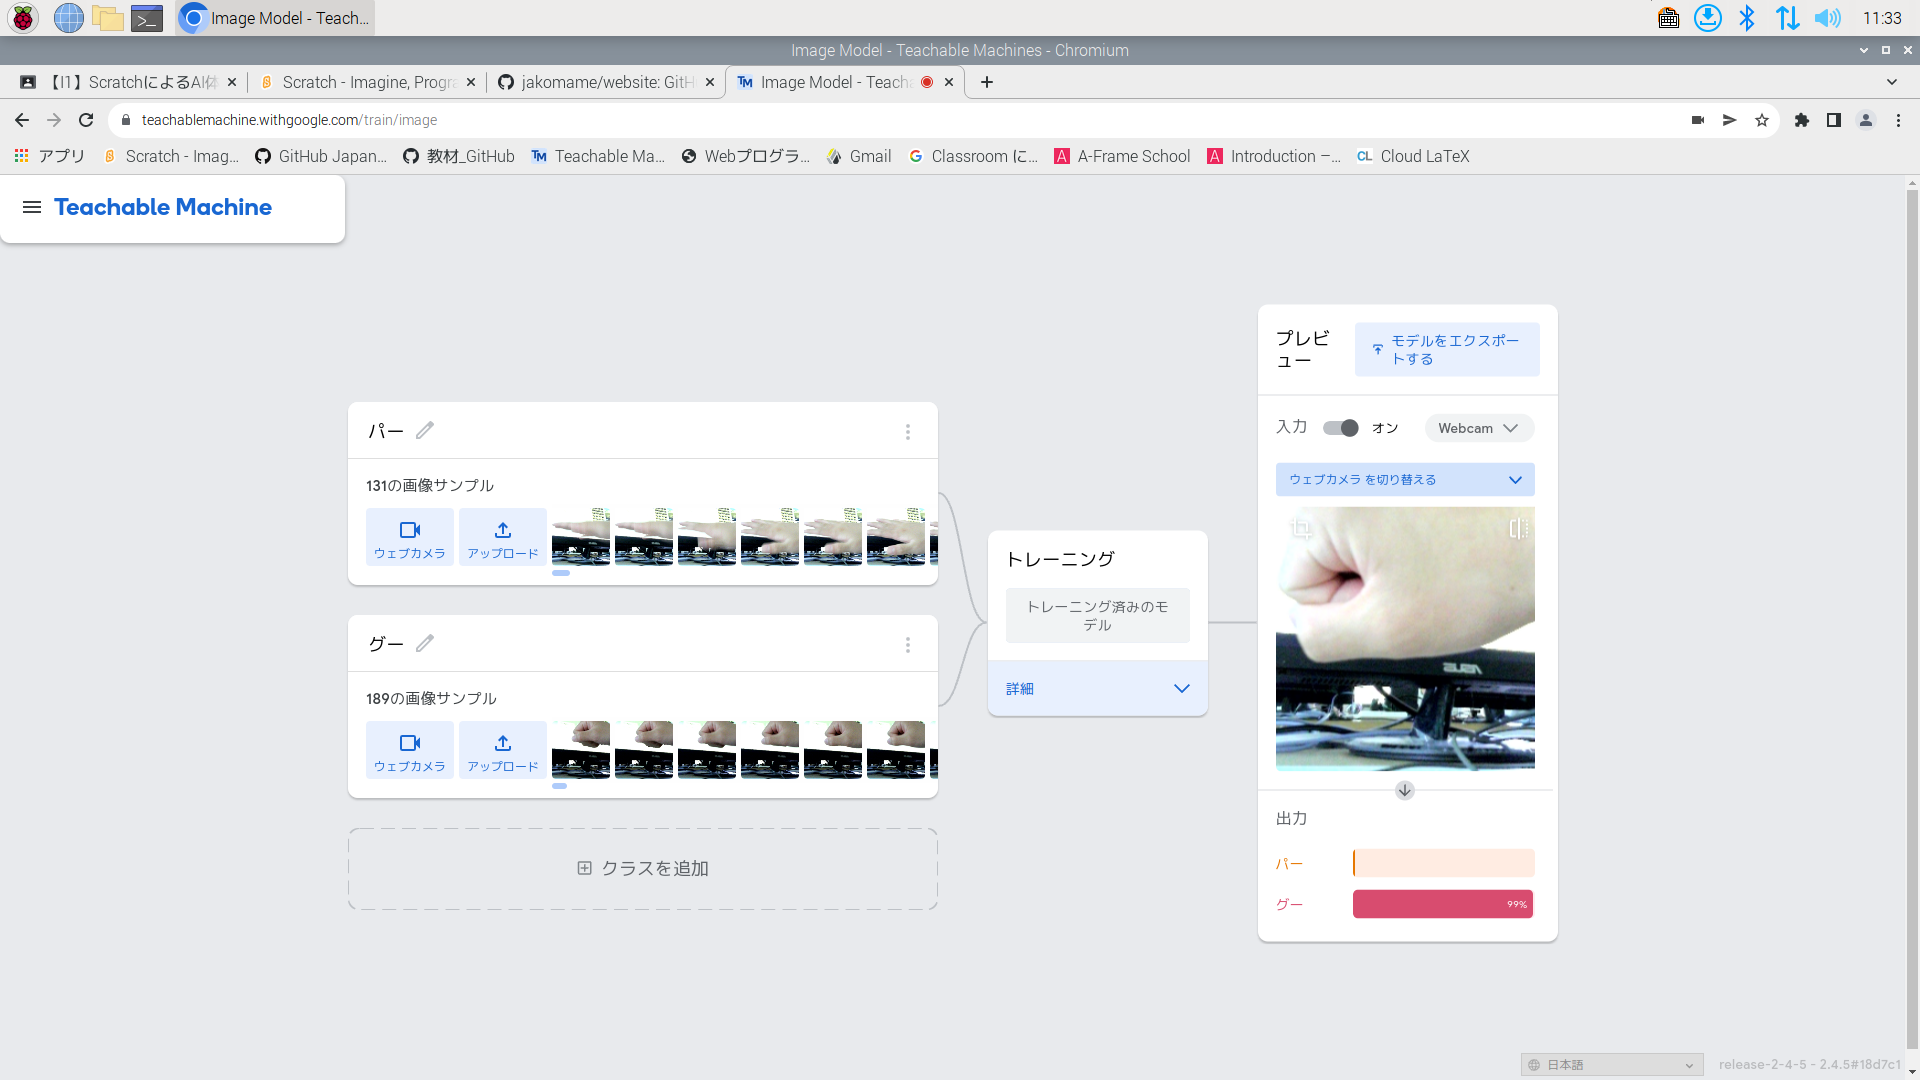 Image Model - Teach...
11:33
Image Model - Teachable Machines - Chromium
【I1】ScratchによるAI体
Scratch - Imagine, Progra
jakomame/website: GitH
Image Model - Teacha
teachablemachine.withgoogle.com/train/image
アプリ
Scratch - Imag...
GitHub Japan...
教材_GitHub
Teachable Ma...
Webプログラ...
Gmail
Classroom に...
A-Frame School
Introduction –...
Cloud LaTeX
Teachable Machine
プレビュー
モデルをエクスポートする
入力
オン
Webcam
ウェブカメラ を切り替える
パー
131の画像サンプル
ウェブカメラ
アップロード
グー
189の画像サンプル
ウェブカメラ
アップロード
クラスを追加
トレーニング
トレーニング済みのモデル
詳細
出力
パー
グー
99%
日本語
release-2-4-5 - 2.4.5#18d7c1